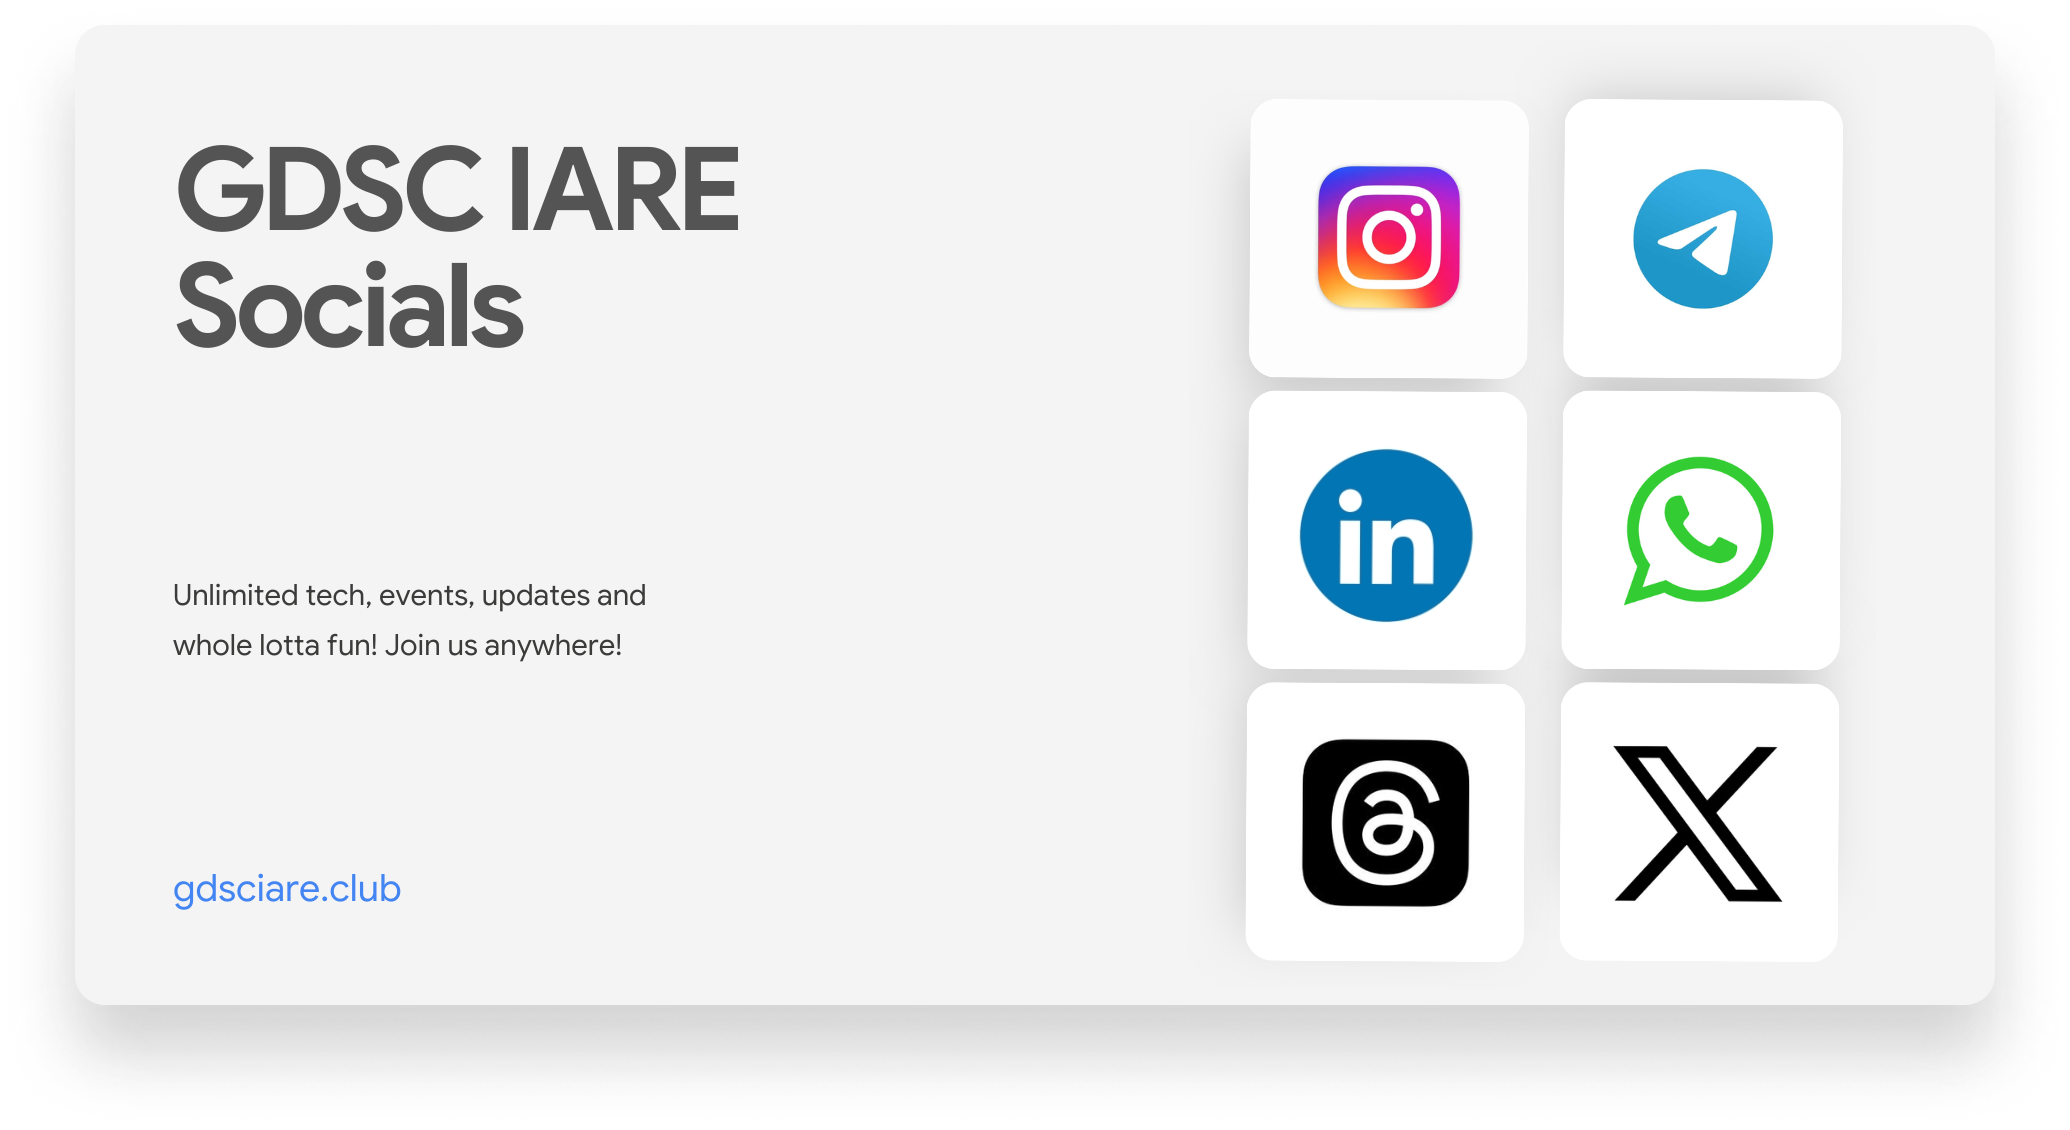 GDSC IARE
Socials
Unlimited tech, events, updates and
whole lotta fun! Join us anywhere!
gdsciare.club
in